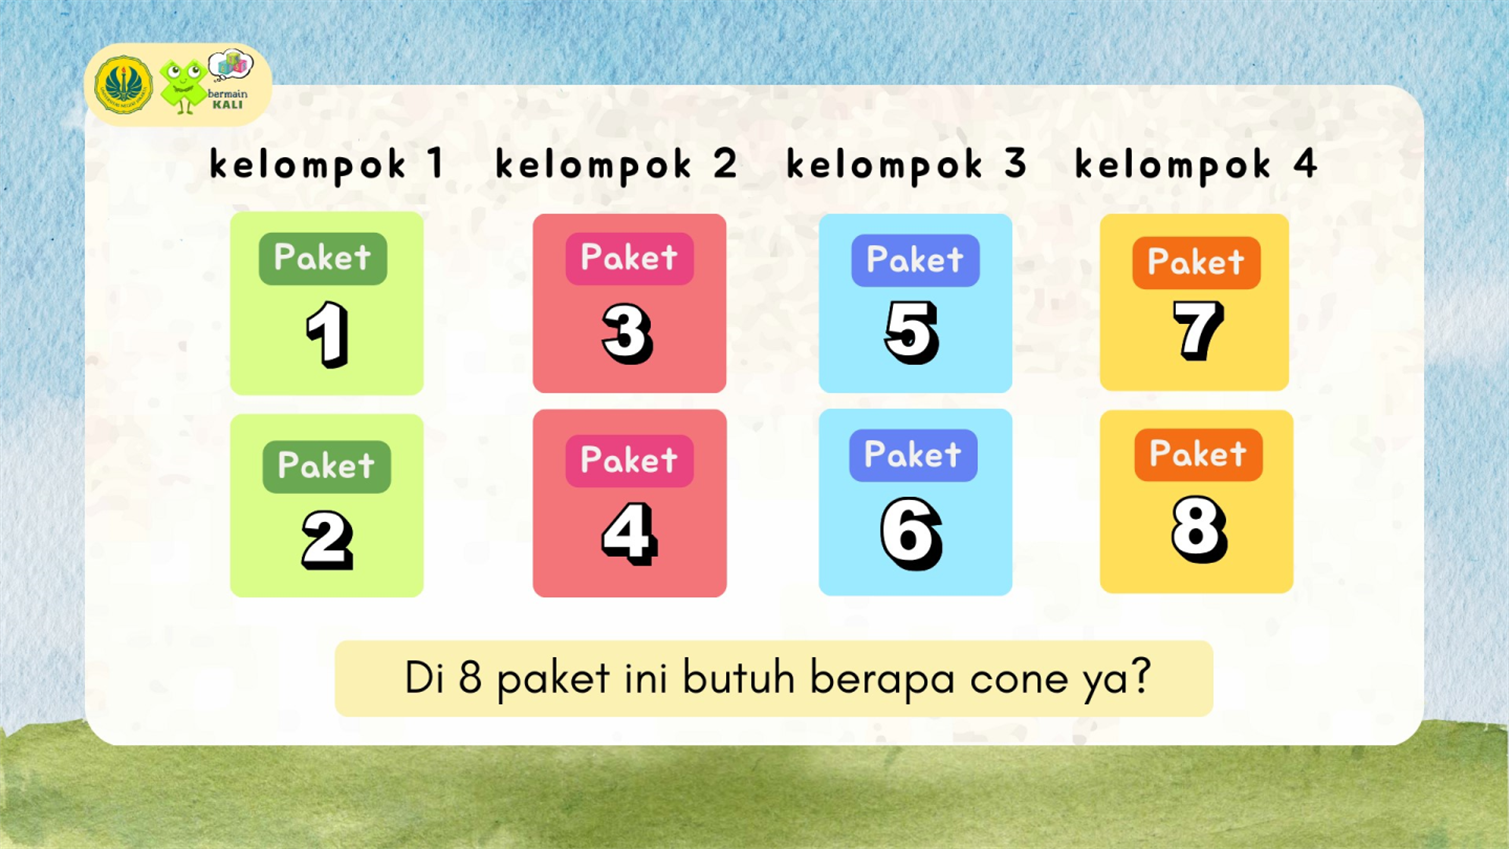 bermain
KALI
kelompok 1 kelompok 2 kelompok 3 kelompok 4
Paket Paket Paket Paket
1 3 5 7
Paket Paket Paket Paket
2 4 6 8
Di 8 paket ini butuh berapa cone ya?